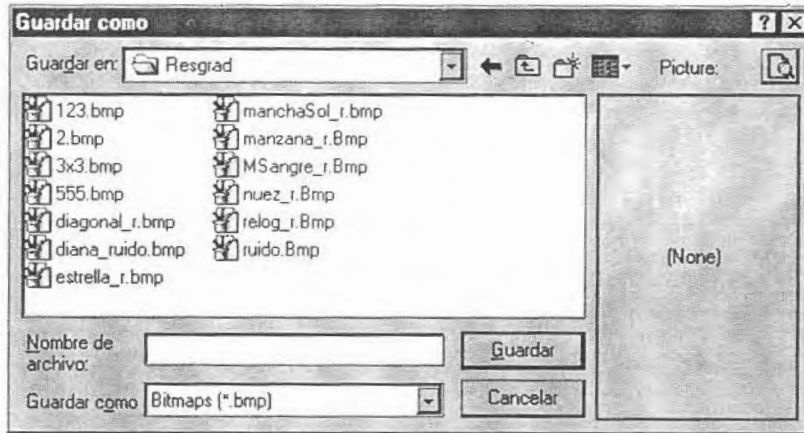 Guardar como
Guardar en: Resgrad Picture:
123.bmp
2.bmp
3x3.bmp
555.bmp
diagonal_r.bmp
diana_ruido.bmp
estrella_r.bmp
manchaSol_r.bmp
manzana_r.Bmp
MSangre_r.Bmp
nuez_r.Bmp
relog_r.Bmp
ruido.Bmp
(None)
Nombre de
archivo:
Guardar
Guardar como Bitmaps (*.bmp)
Cancelar